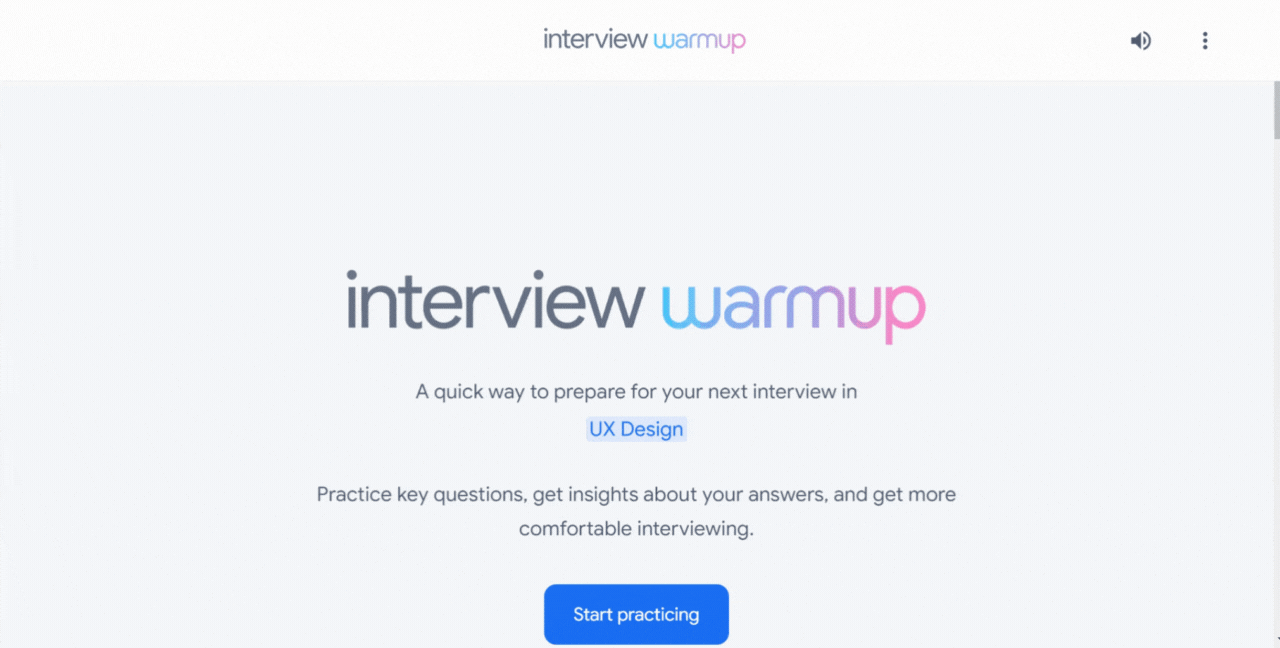 interview warmup
interview warmup
A quick way to prepare for your next interview in
UX Design
Practice key questions, get insights about your answers, and get more
comfortable interviewing.
Start practicing